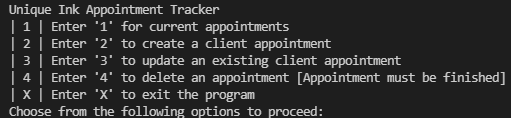 Unique Ink Appointment Tracker
| 1 | Enter '1' for current appointments
| 2 | Enter '2' to create a client appointment
| 3 | Enter '3' to update an existing client appointment
| 4 | Enter '4' to delete an appointment [Appointment must be finished]
| X | Enter 'X' to exit the program
Choose from the following options to proceed: